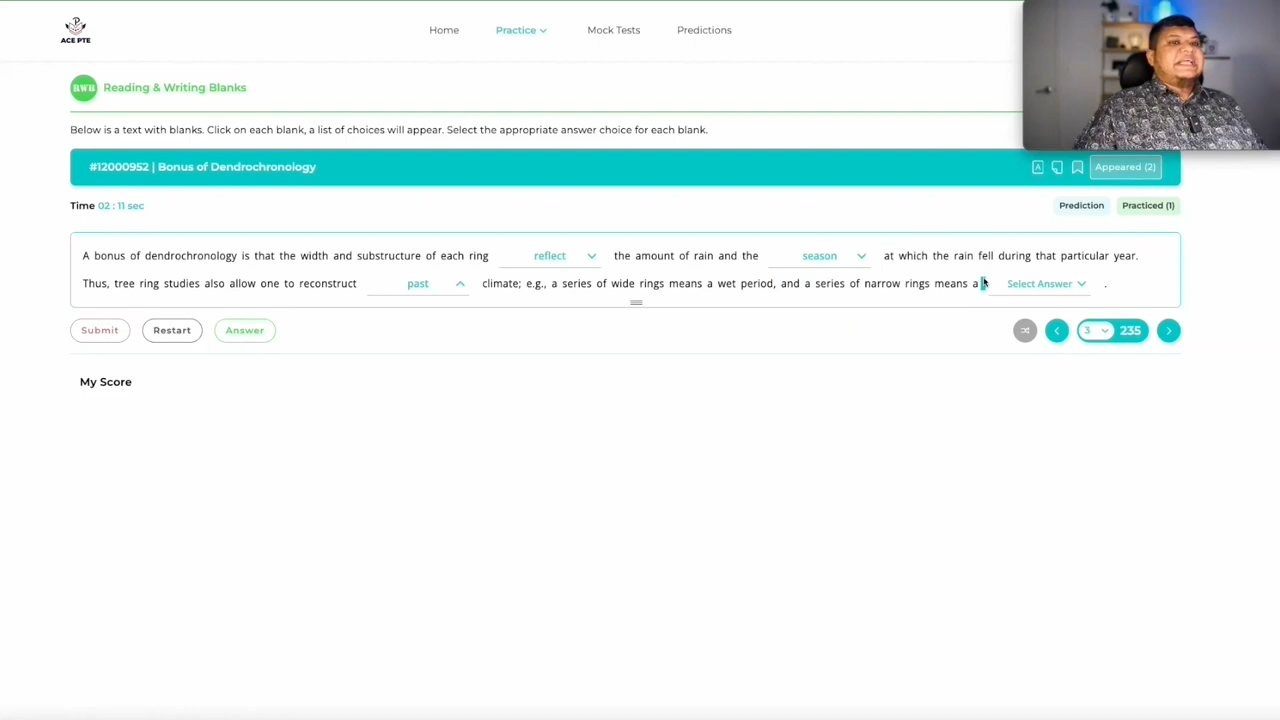 ACE PTE
Home Practice Mock Tests Predictions
RWB Reading & Writing Blanks
Below is a text with blanks. Click on each blank, a list of choices will appear. Select the appropriate answer choice for each blank.
#12000952 | Bonus of Dendrochronology A Appeared (2)
Time 02 : 11 sec Prediction Practiced (1)
A bonus of dendrochronology is that the width and substructure of each ring reflect the amount of rain and the season at which the rain fell during that particular year.
Thus, tree ring studies also allow one to reconstruct past climate; e.g., a series of wide rings means a wet period, and a series of narrow rings means a Select Answer .
Submit Restart Answer 3 235
My Score